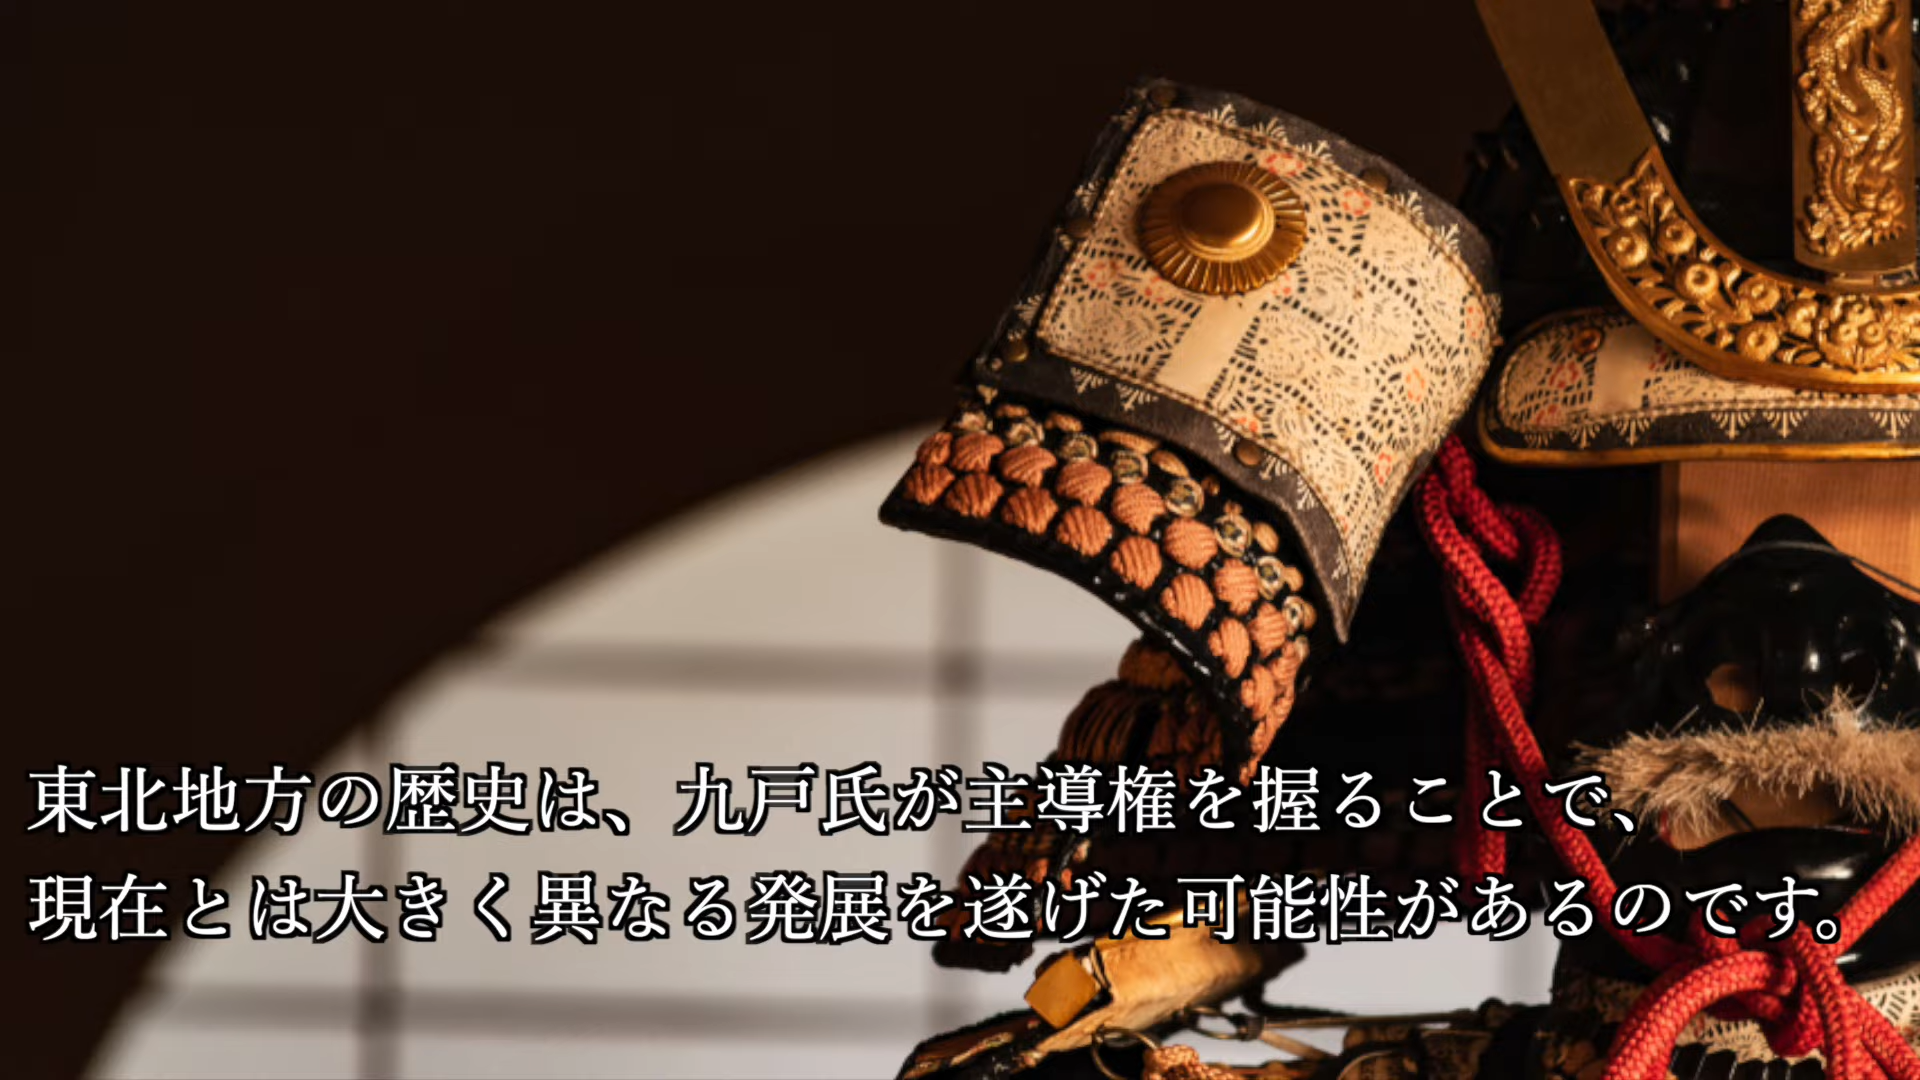 東北地方の歴史は、九戸氏が主導権を握ることで、
現在とは大きく異なる発展を遂げた可能性があるのです。